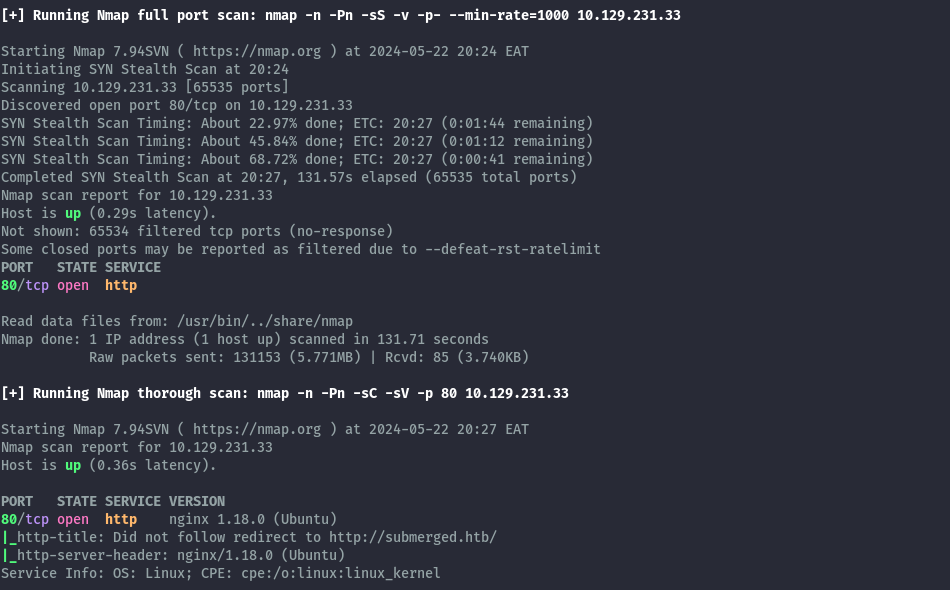 [+] Running Nmap full port scan: nmap -n -Pn -sS -v -p- --min-rate=1000 10.129.231.33
Starting Nmap 7.94SVN ( https://nmap.org ) at 2024-05-22 20:24 EAT
Initiating SYN Stealth Scan at 20:24
Scanning 10.129.231.33 [65535 ports]
Discovered open port 80/tcp on 10.129.231.33
SYN Stealth Scan Timing: About 22.97% done; ETC: 20:27 (0:01:44 remaining)
SYN Stealth Scan Timing: About 45.84% done; ETC: 20:27 (0:01:12 remaining)
SYN Stealth Scan Timing: About 68.72% done; ETC: 20:27 (0:00:41 remaining)
Completed SYN Stealth Scan at 20:27, 131.57s elapsed (65535 total ports)
Nmap scan report for 10.129.231.33
Host is up (0.29s latency).
Not shown: 65534 filtered tcp ports (no-response)
Some closed ports may be reported as filtered due to --defeat-rst-ratelimit
PORT   STATE SERVICE
80/tcp open  http
Read data files from: /usr/bin/../share/nmap
Nmap done: 1 IP address (1 host up) scanned in 131.71 seconds
           Raw packets sent: 131153 (5.771MB) | Rcvd: 85 (3.740KB)
[+] Running Nmap thorough scan: nmap -n -Pn -sC -sV -p 80 10.129.231.33
Starting Nmap 7.94SVN ( https://nmap.org ) at 2024-05-22 20:27 EAT
Nmap scan report for 10.129.231.33
Host is up (0.36s latency).
PORT   STATE SERVICE VERSION
80/tcp open  http    nginx 1.18.0 (Ubuntu)
|_http-title: Did not follow redirect to http://submerged.htb/
|_http-server-header: nginx/1.18.0 (Ubuntu)
Service Info: OS: Linux; CPE: cpe:/o:linux:linux_kernel